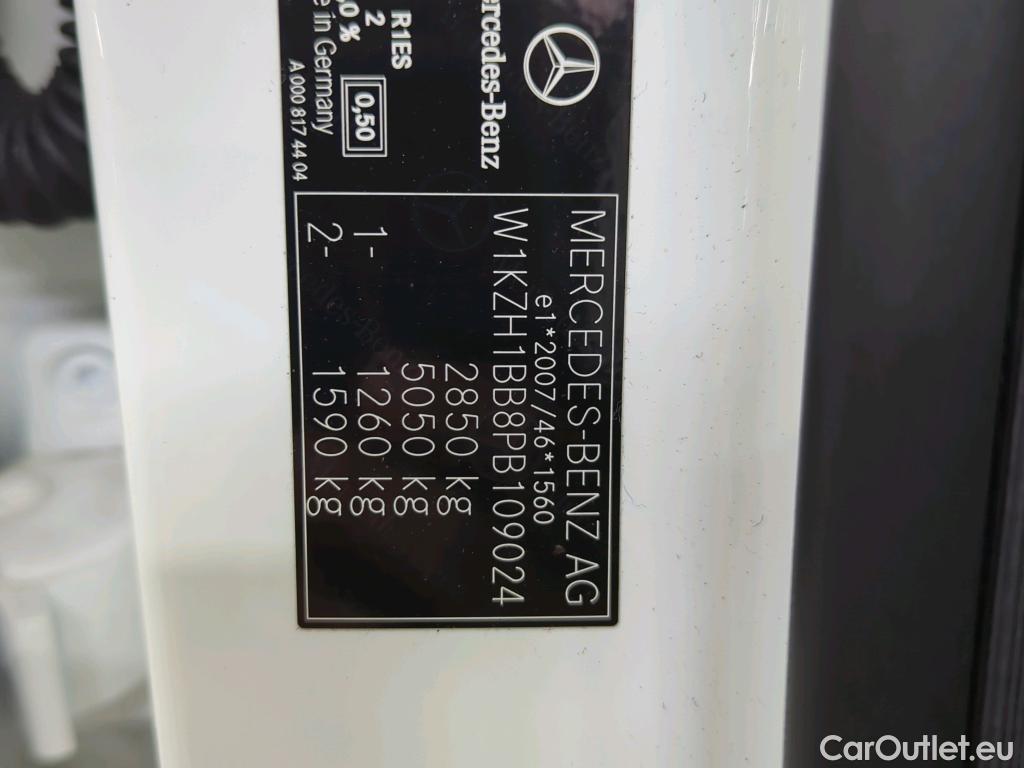 Mercedes-Benz
R1ES
2
0,50
in Germany
A 000 817 44 04
MERCEDES-BENZ AG
e1*2007/46*1560
W1KZH1BB8PB109024
2850 kg
5050 kg
1- 1260 kg
2- 1590 kg
CarOutlet.eu